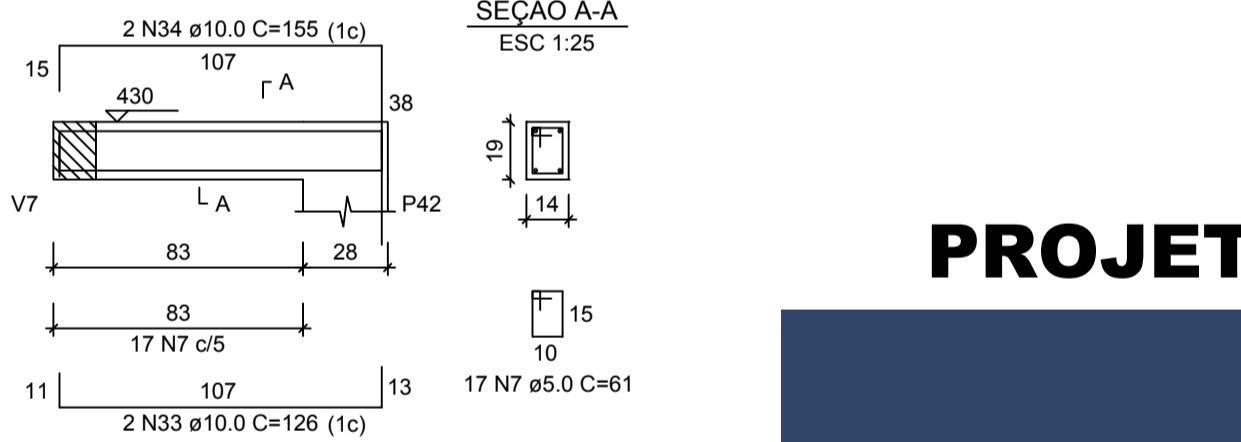 2 N34 ø10.0 C=155 (1c)
15
107
A
430
38
V7
A
P42
83
28
83
17 N7 c/5
11
107
13
2 N33 ø10.0 C=126 (1c)
SEÇÃO A-A
ESC 1:25
19
14
15
10
17 N7 ø5.0 C=61
PROJET